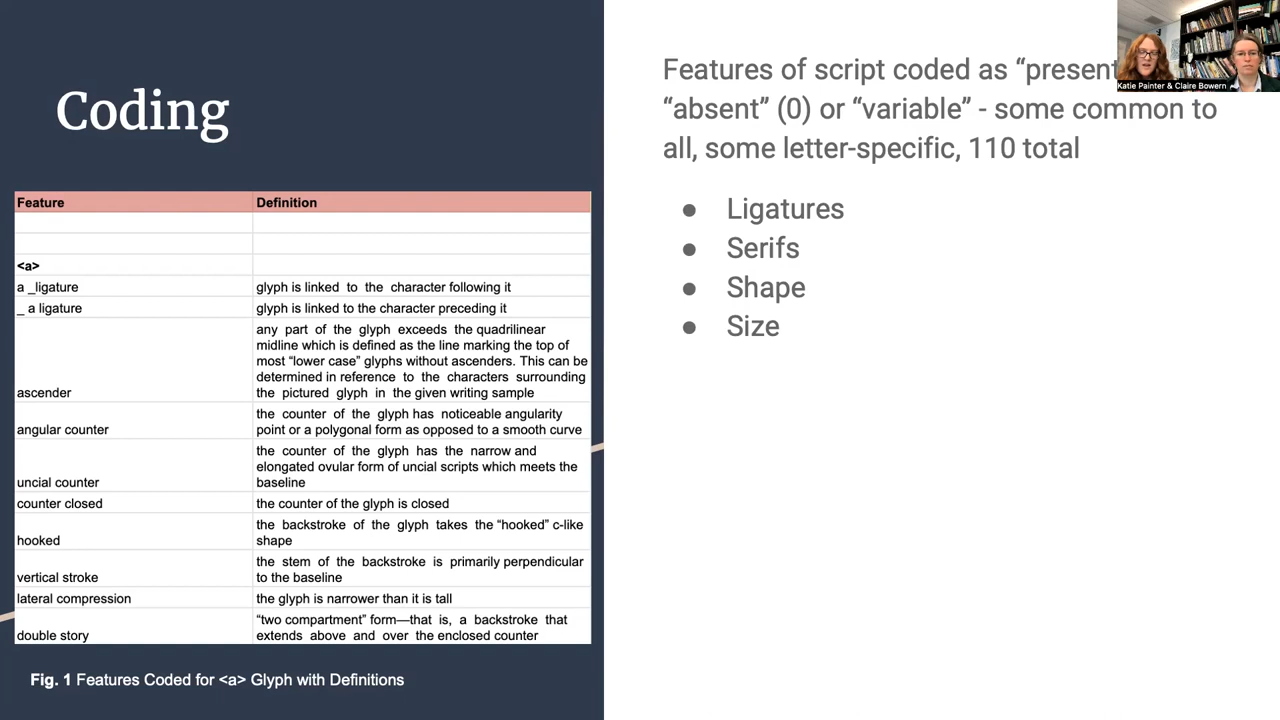 Coding
Feature Definition
<a>
a _ligature glyph is linked to the character following it
_ a ligature glyph is linked to the character preceding it
any part of the glyph exceeds the quadrilinear
midline which is defined as the line marking the top of
most “lower case” glyphs without ascenders. This can be
determined in reference to the characters surrounding
ascender the pictured glyph in the given writing sample
the counter of the glyph has noticeable angularity
angular counter point or a polygonal form as opposed to a smooth curve
the counter of the glyph has the narrow and
elongated ovular form of uncial scripts which meets the
uncial counter baseline
counter closed the counter of the glyph is closed
the backstroke of the glyph takes the “hooked” c-like
hooked shape
the stem of the backstroke is primarily perpendicular
vertical stroke to the baseline
lateral compression the glyph is narrower than it is tall
“two compartment” form—that is, a backstroke that
double story extends above and over the enclosed counter
Fig. 1 Features Coded for <a> Glyph with Definitions
Features of script coded as “present
“absent” (0) or “variable” - some common to
all, some letter-specific, 110 total
● Ligatures
● Serifs
● Shape
● Size
Katie Painter & Claire Bowern